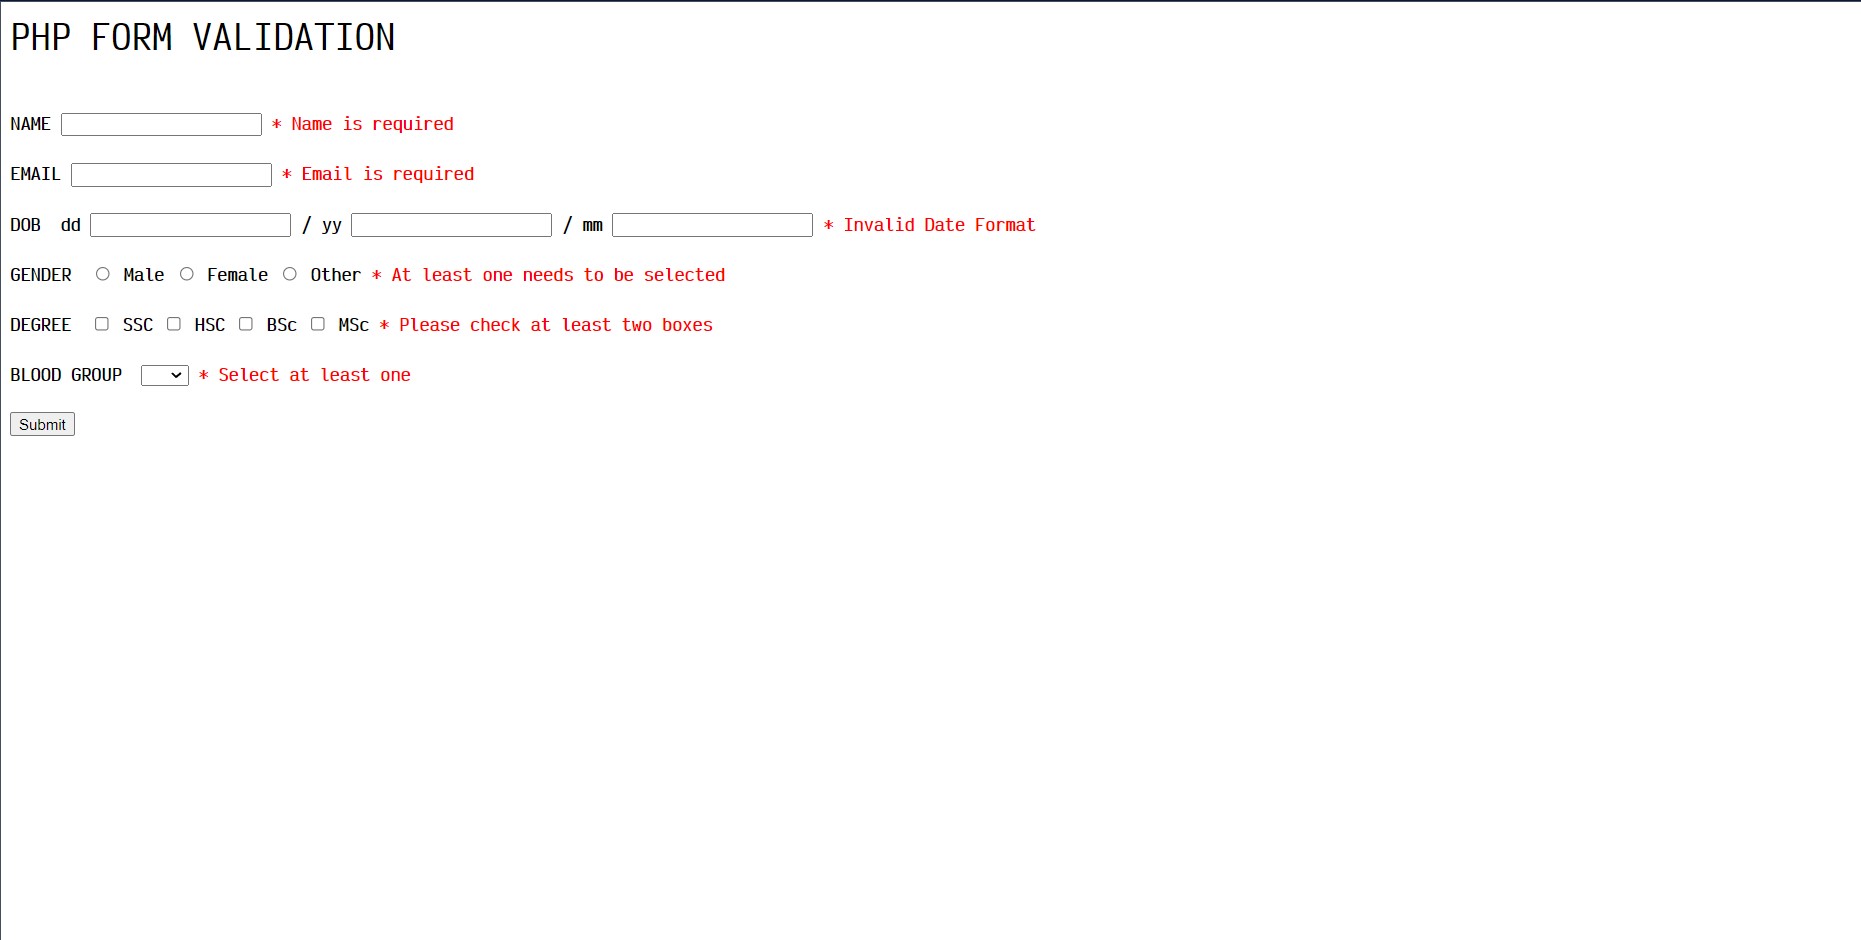 PHP FORM VALIDATION
NAME * Name is required
EMAIL * Email is required
DOB dd / yy / mm * Invalid Date Format
GENDER Male Female Other * At least one needs to be selected
DEGREE SSC HSC BSc MSc * Please check at least two boxes
BLOOD GROUP * Select at least one
Submit